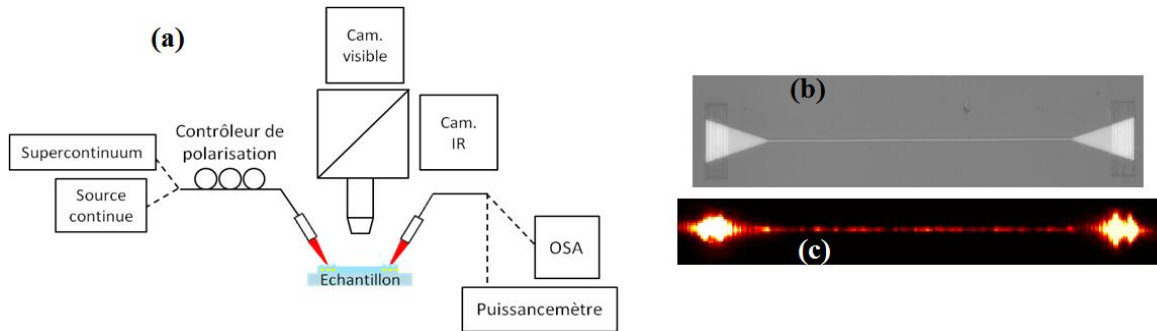 (a)
Cam.
visible
Contrôleur de
polarisation
Cam.
IR
Supercontinuum
Source
continue
OSA
Echantillon
Puissancemètre
(b)
(c)